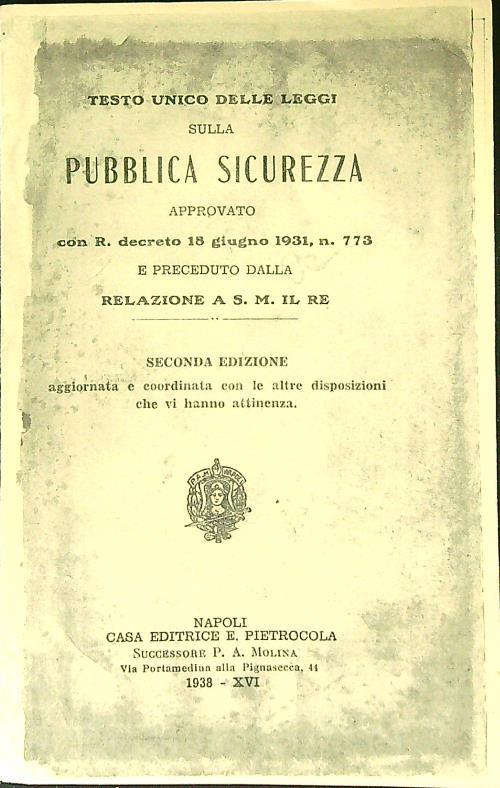 TESTO UNICO DELLE LEGGI
SULLA
PUBBLICA SICUREZZA
APPROVATO
con R. decreto 18 giugno 1931, n. 773
E PRECEDUTO DALLA
RELAZIONE A S. M. IL RE
SECONDA EDIZIONE
aggiornata e coordinata con le altre disposizioni
che vi hanno attinenza.
NAPOLI
CASA EDITRICE E. PIETROCOLA
SUCCESSORE P. A. MOLINA
Via Portamedina alla Pignasecca, 44
1938 - XVI